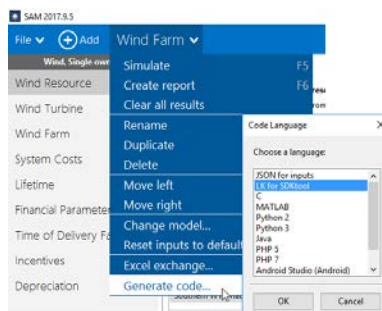 SAM 2017.9.5
File
Add
Wind Farm
Wind, Single own
Wind Resource
Wind Turbine
Wind Farm
System Costs
Lifetime
Financial Parameter
Time of Delivery Fa
Incentives
Depreciation
Simulate F5
Create report F6
Clear all results
Rename
Duplicate
Delete
Move left
Move right
Change model...
Reset inputs to default
Excel exchange...
Generate code...
Code Language
Choose a language:
JSON for inputs
LK for SDKtool
C
MATLAB
Python 2
Python 3
Java
PHP 5
PHP 7
Android Studio (Android)
OK Cancel